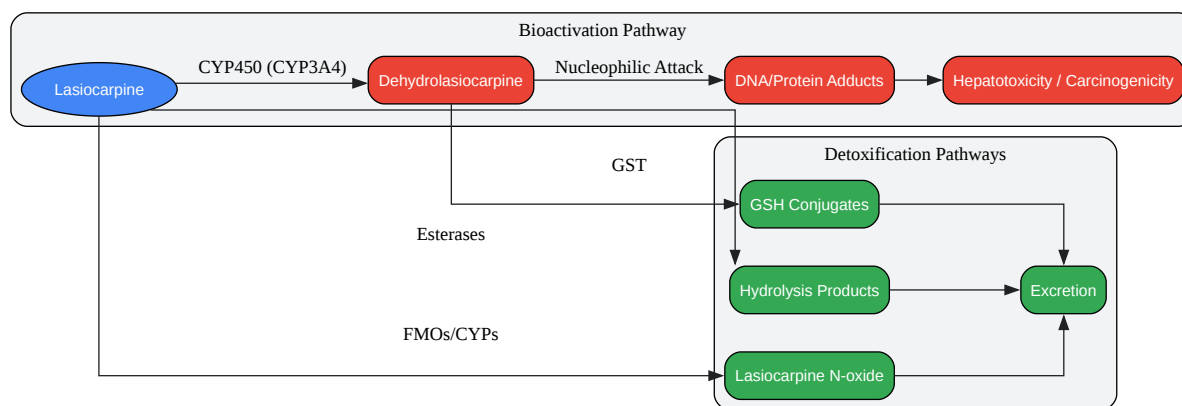 Bioactivation Pathway
Lasiocarpine
CYP450 (CYP3A4)
Dehydrolasiocarpine
Nucleophilic Attack
DNA/Protein Adducts
Hepatotoxicity / Carcinogenicity
Detoxification Pathways
GST
GSH Conjugates
Esterases
Hydrolysis Products
Excretion
FMOs/CYPs
Lasiocarpine N-oxide